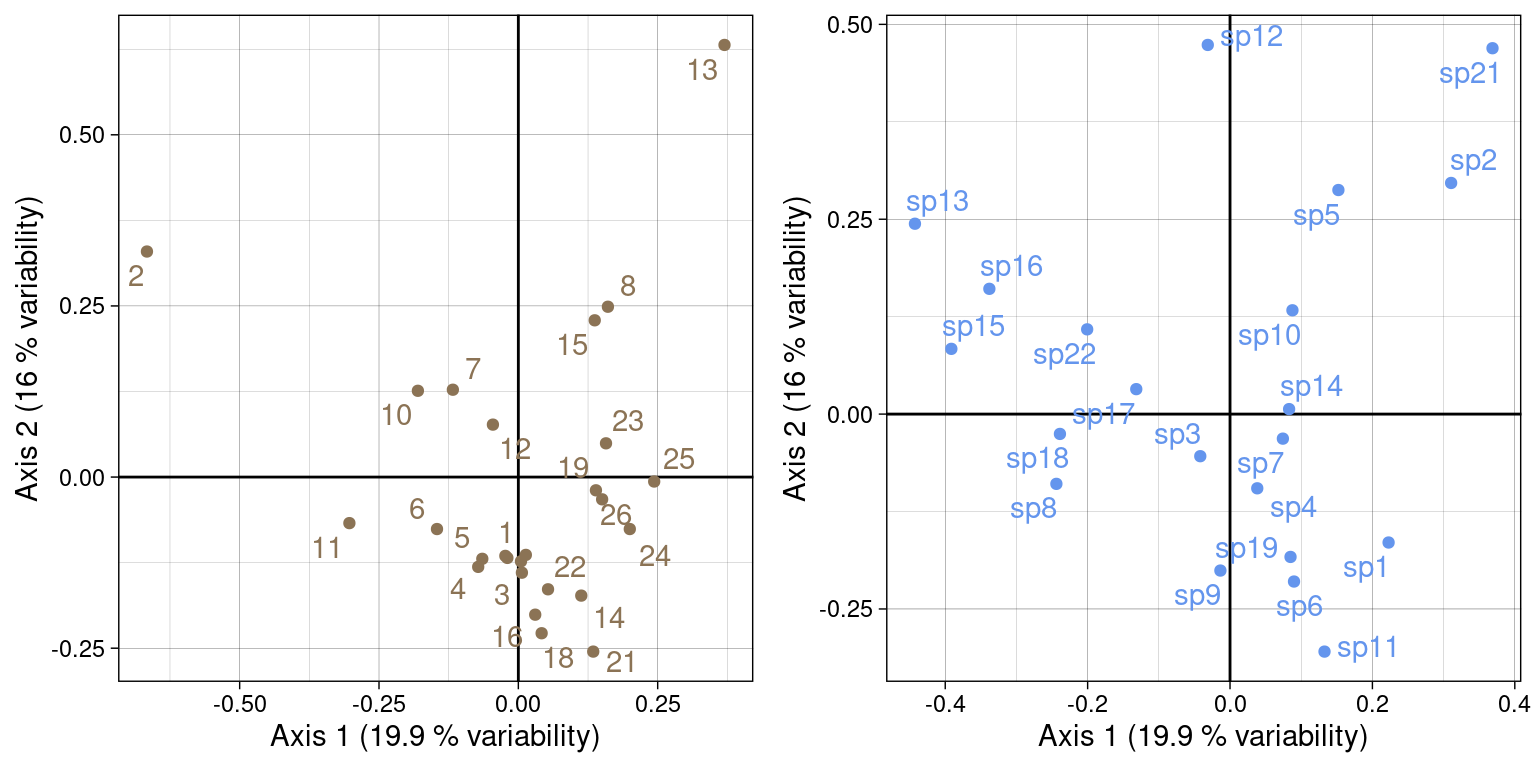 13
0.50
2
8
0.25
15
7
10
23
12
19
25
0.00
6
26
11
5
1
24
4
22
3
14
16
18
21
-0.25
-0.50
-0.25
0.00
0.25
Axis 1 (19.9 % variability)
Axis 2 (16 % variability)
0.50
sp12
sp21
sp2
sp13
sp5
0.25
sp16
sp15
sp10
sp22
sp14
sp17
0.00
sp3
sp18
sp7
sp8
sp4
sp19
sp1
sp9
sp6
-0.25
sp11
-0.4
-0.2
0.0
0.2
0.4
Axis 1 (19.9 % variability)
Axis 2 (16 % variability)